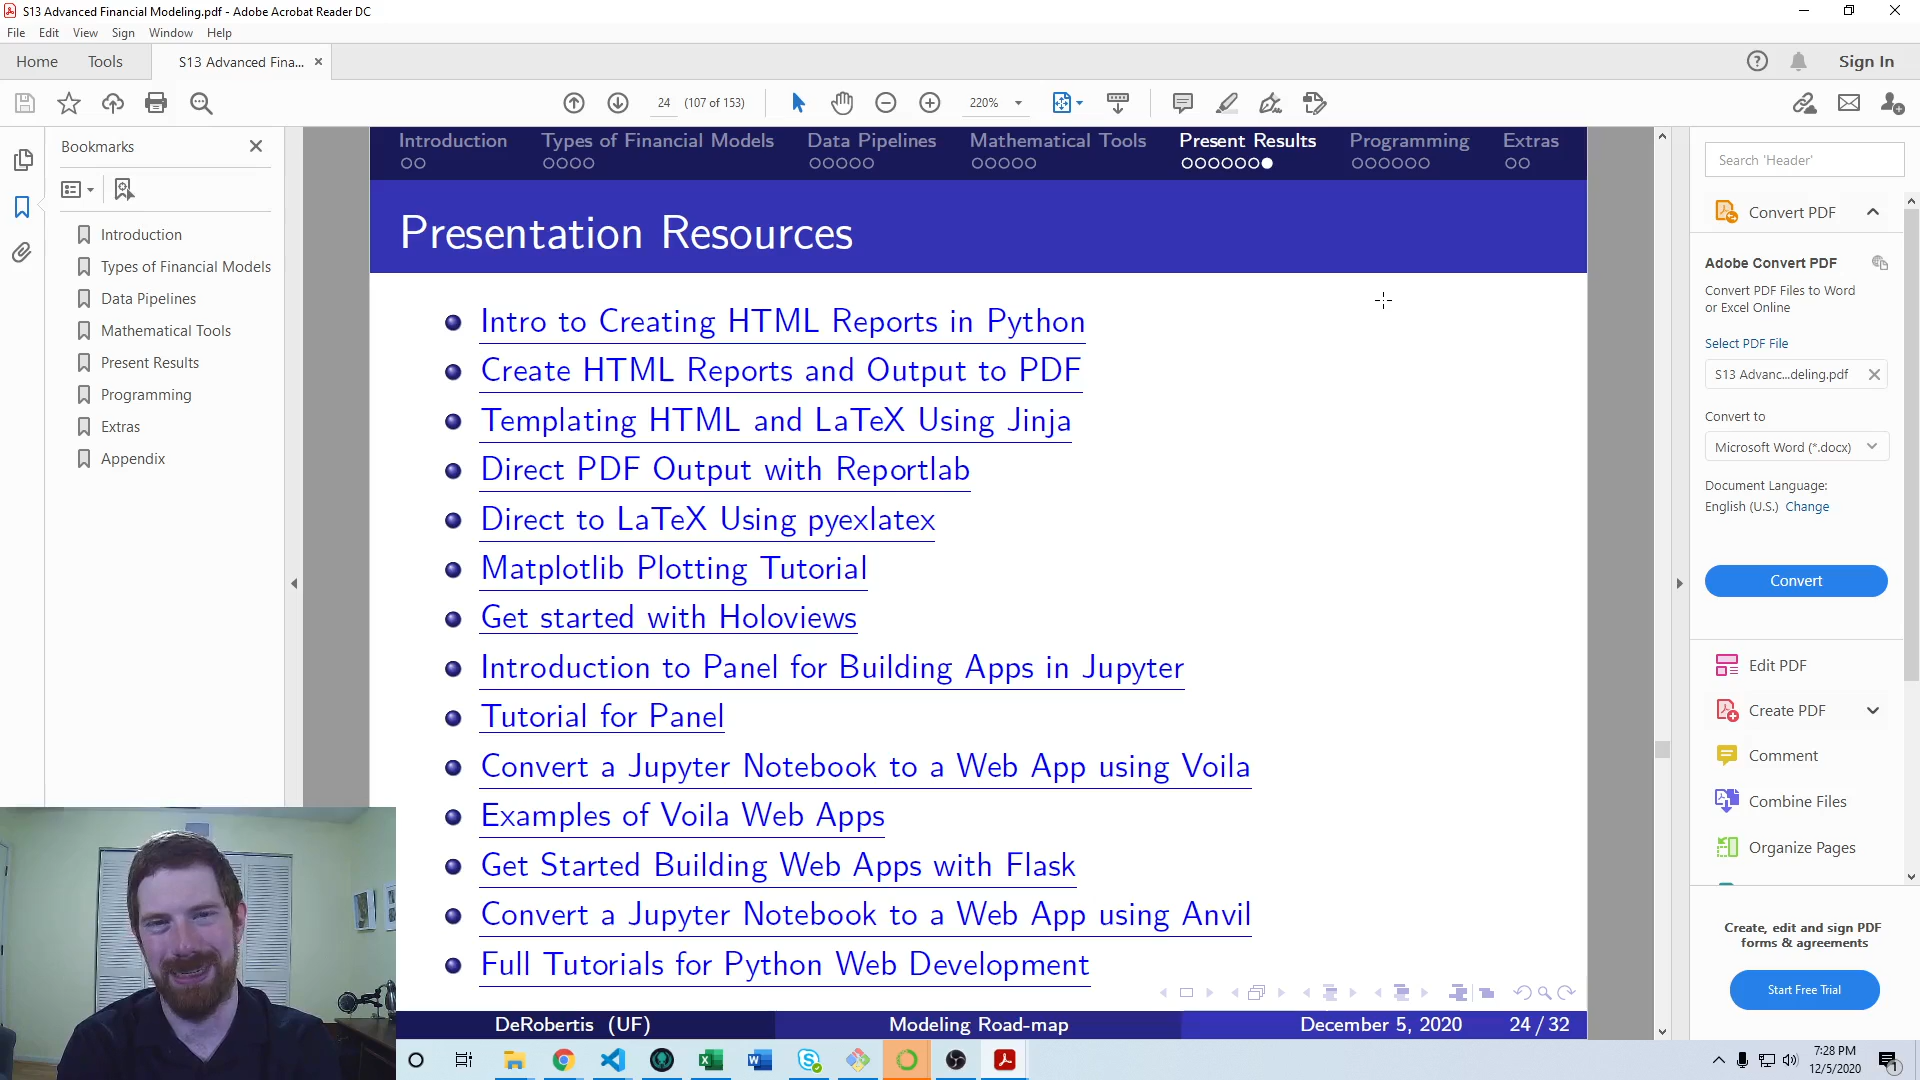 S13 Advanced Financial Modeling.pdf - Adobe Acrobat Reader DC
File Edit View Sign Window Help
Home Tools S13 Advanced Fina... Sign In
24 (107 of 153) 220%
Bookmarks
Introduction
Types of Financial Models
Data Pipelines
Mathematical Tools
Present Results
Programming
Extras
Appendix
Introduction Types of Financial Models Data Pipelines Mathematical Tools Present Results Programming Extras
Presentation Resources
Intro to Creating HTML Reports in Python
Create HTML Reports and Output to PDF
Templating HTML and LaTeX Using Jinja
Direct PDF Output with Reportlab
Direct to LaTeX Using pyexlatex
Matplotlib Plotting Tutorial
Get started with Holoviews
Introduction to Panel for Building Apps in Jupyter
Tutorial for Panel
Convert a Jupyter Notebook to a Web App using Voila
Examples of Voila Web Apps
Get Started Building Web Apps with Flask
Convert a Jupyter Notebook to a Web App using Anvil
Full Tutorials for Python Web Development
DeRobertis (UF) Modeling Road-map December 5, 2020 24 / 32
Search 'Header'
Convert PDF
Adobe Convert PDF
Convert PDF Files to Word
or Excel Online
Select PDF File
S13 Advanc...deling.pdf
Convert to
Microsoft Word (*.docx)
Document Language:
English (U.S.) Change
Convert
Edit PDF
Create PDF
Comment
Combine Files
Organize Pages
Create, edit and sign PDF
forms & agreements
Start Free Trial
7:28 PM
12/5/2020
1